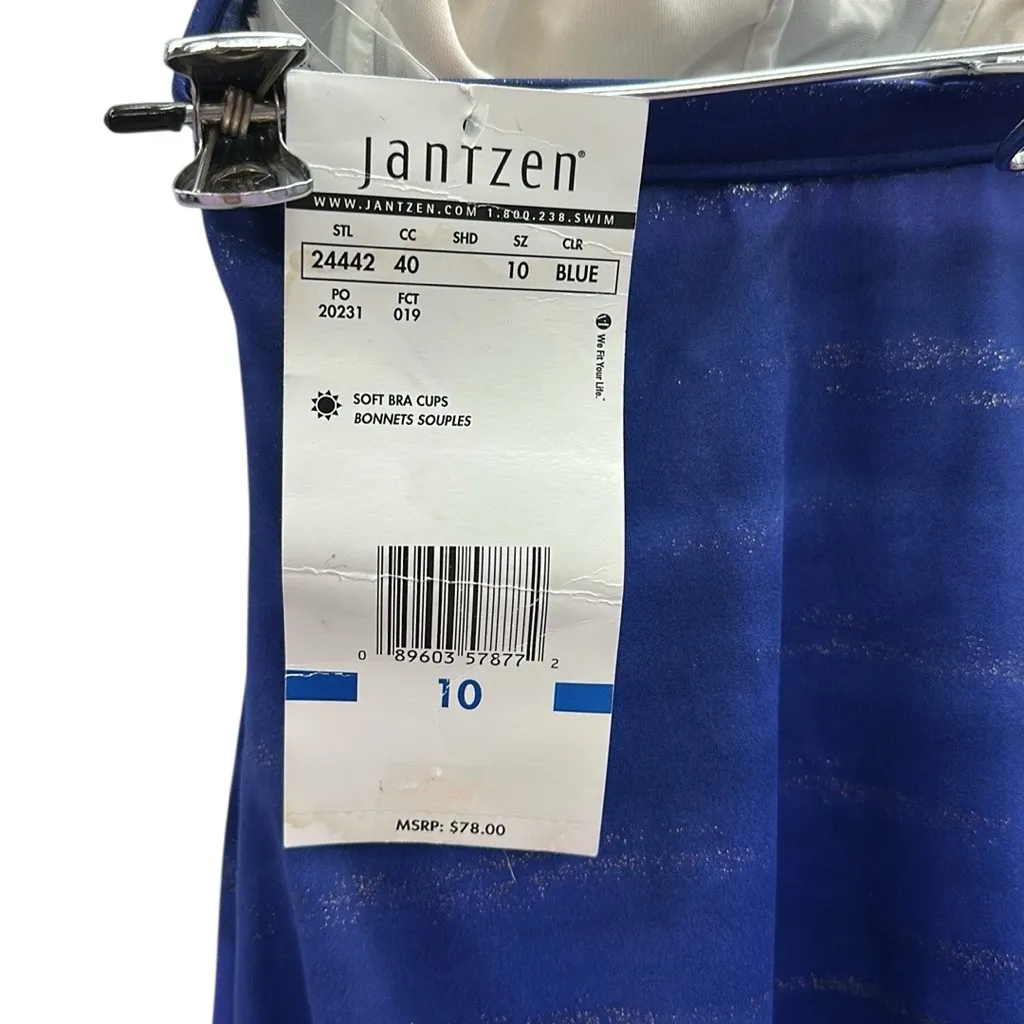 Jantzen®
WWW.JANTZEN.COM 1.800.238.SWIM
STL CC SHD SZ CLR
24442 40 10 BLUE
PO FCT
20231 019
We Fit Your Life.™
SOFT BRA CUPS
BONNETS SOUPLES
0 89603 57877 2
10
MSRP: $78.00